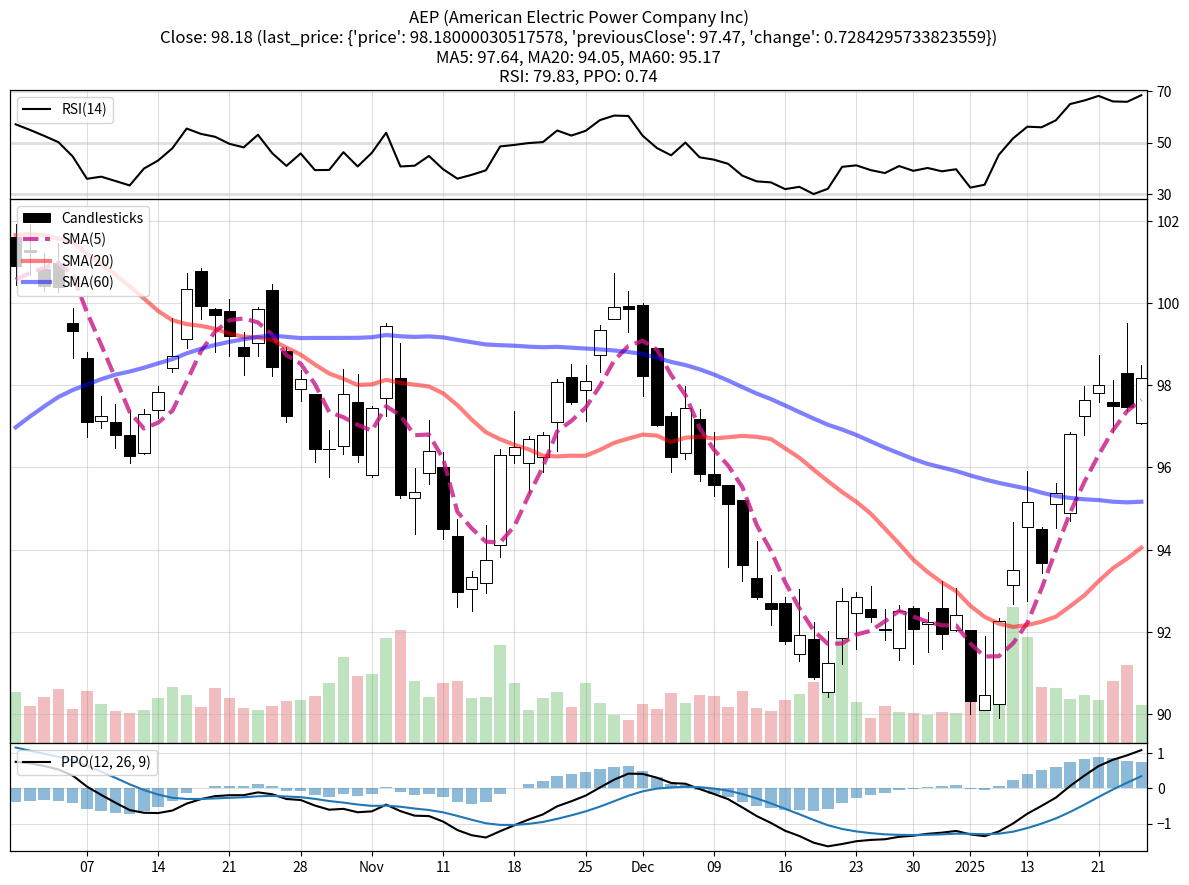 AEP (American Electric Power Company Inc)
Close: 98.18 (last_price: {'price': 98.18000030517578, 'previousClose': 97.47, 'change': 0.7284295733823559})
MA5: 97.64, MA20: 94.05, MA60: 95.17
RSI: 79.83, PPO: 0.74
RSI(14)
70
50
30
Candlesticks
SMA(5)
SMA(20)
SMA(60)
102
100
98
96
94
92
90
PPO(12, 26, 9)
1
0
−1
07 14 21 28 Nov 11 18 25 Dec 09 16 23 30 2025 13 21